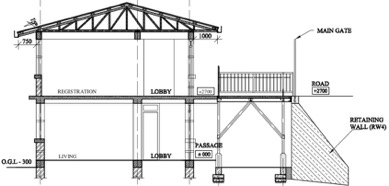 750
1000
MAIN GATE
REGISTRATION
LOBBY
+2700
ROAD
+2700
RETAINING
WALL (RW4)
PASSAGE
± 000
O.G.L - 300
LIVING
LOBBY